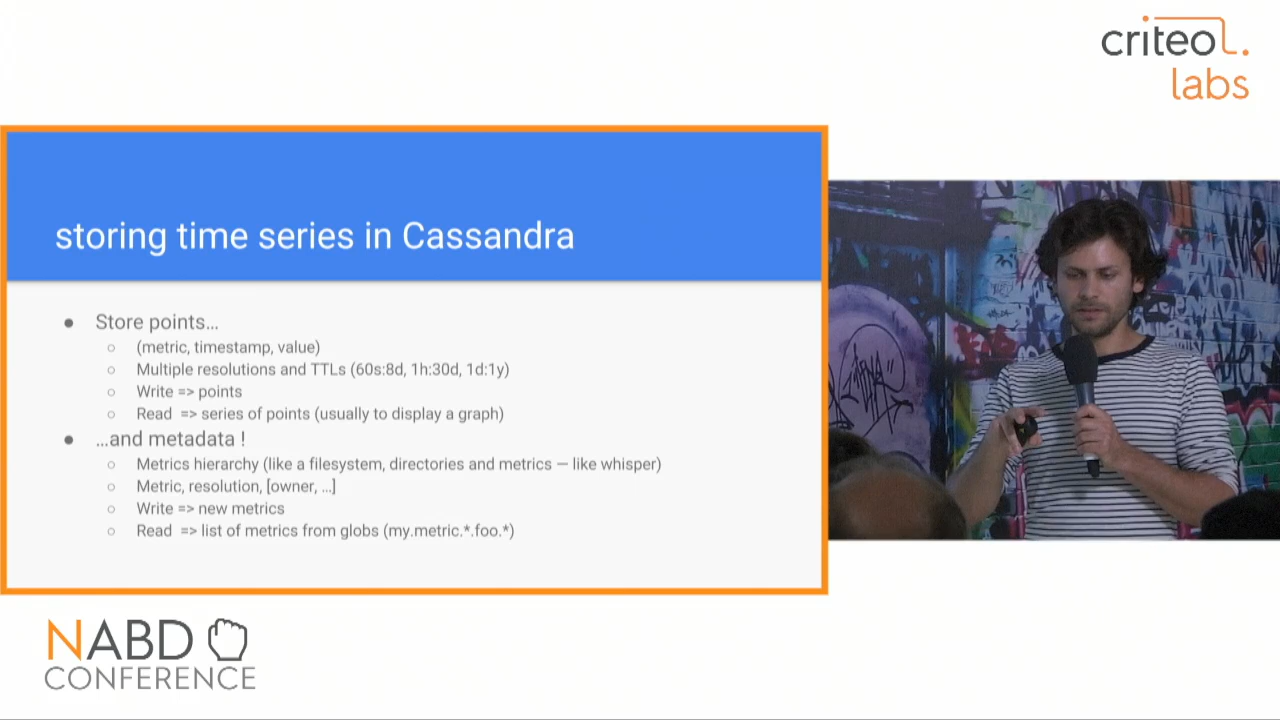 criteo.
labs
storing time series in Cassandra
● Store points…
○ (metric, timestamp, value)
○ Multiple resolutions and TTLs (60s:8d, 1h:30d, 1d:1y)
○ Write => points
○ Read => series of points (usually to display a graph)
● …and metadata !
○ Metrics hierarchy (like a filesystem, directories and metrics — like whisper)
○ Metric, resolution, [owner, …]
○ Write => new metrics
○ Read => list of metrics from globs (my.metric.*.foo.*)
NABD
CONFERENCE